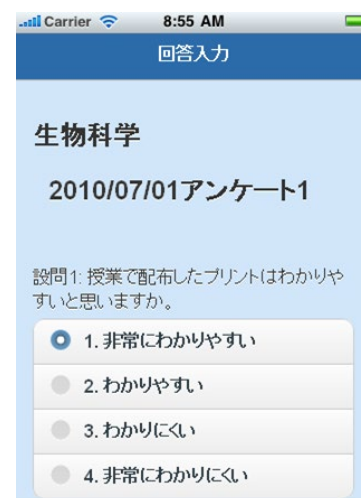 Carrier 8:55 AM
回答入力
生物科学
2010/07/01アンケート1
設問1: 授業で配布したプリントはわかりや
すいと思いますか。
1. 非常にわかりやすい
2. わかりやすい
3. わかりにくい
4. 非常にわかりにくい